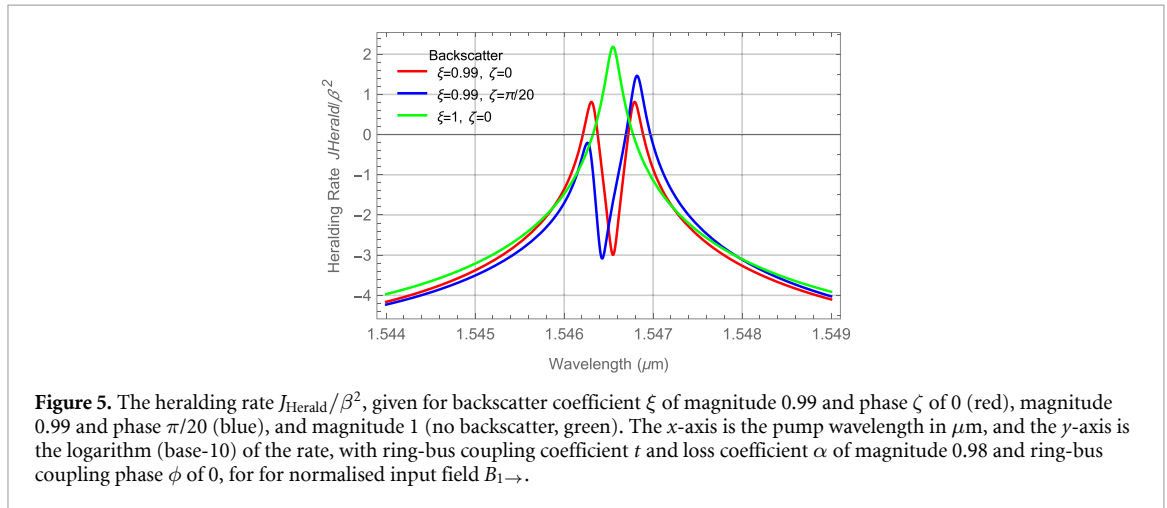 Backscatter
ξ=0.99, ζ=0
ξ=0.99, ζ=π/20
ξ=1, ζ=0
Heralding Rate JHerald/β²
2
1
0
−1
−2
−3
−4
1.544 1.545 1.546 1.547 1.548 1.549
Wavelength (μm)
Figure 5. The heralding rate J_Herald/β², given for backscatter coefficient ξ of magnitude 0.99 and phase ζ of 0 (red), magnitude
0.99 and phase π/20 (blue), and magnitude 1 (no backscatter, green). The x-axis is the pump wavelength in μm, and the y-axis is
the logarithm (base-10) of the rate, with ring-bus coupling coefficient t and loss coefficient α of magnitude 0.98 and ring-bus
coupling phase ϕ of 0, for for normalised input field B₁→.